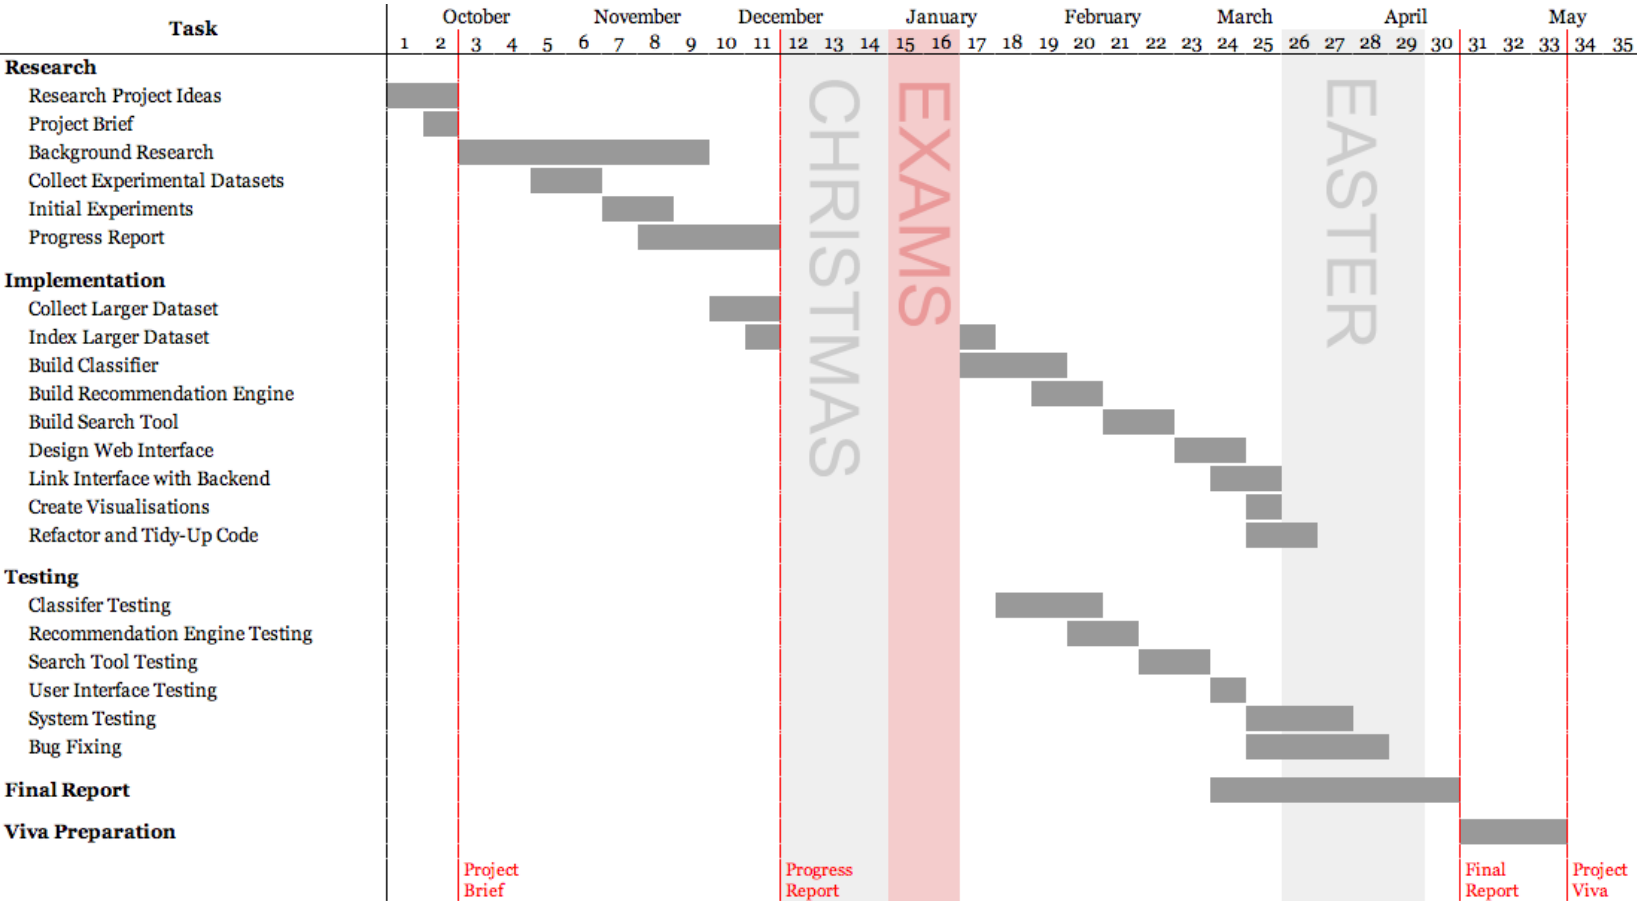 Task
October November December January February March April May
1 2 3 4 5 6 7 8 9 10 11 12 13 14 15 16 17 18 19 20 21 22 23 24 25 26 27 28 29 30 31 32 33 34 35
Research
Research Project Ideas
Project Brief
Background Research
Collect Experimental Datasets
Initial Experiments
Progress Report
Implementation
Collect Larger Dataset
Index Larger Dataset
Build Classifier
Build Recommendation Engine
Build Search Tool
Design Web Interface
Link Interface with Backend
Create Visualisations
Refactor and Tidy-Up Code
Testing
Classifer Testing
Recommendation Engine Testing
Search Tool Testing
User Interface Testing
System Testing
Bug Fixing
Final Report
Viva Preparation
CHRISTMAS
EXAMS
EASTER
Project
Brief
Progress
Report
Final
Report
Project
Viva